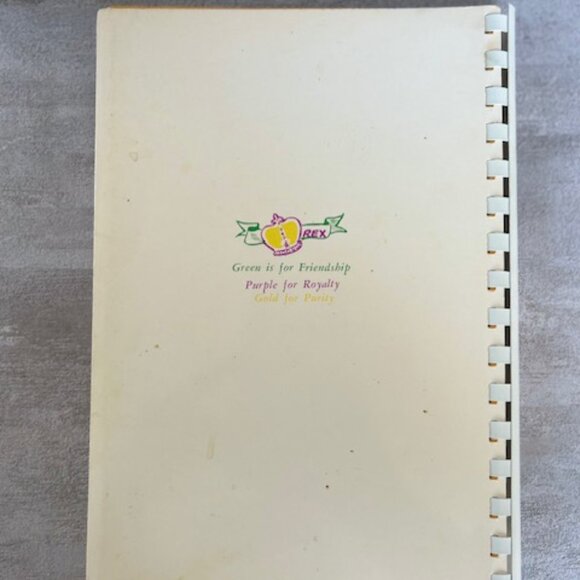 REX
Green is for Friendship
Purple for Royalty
Gold for Purity